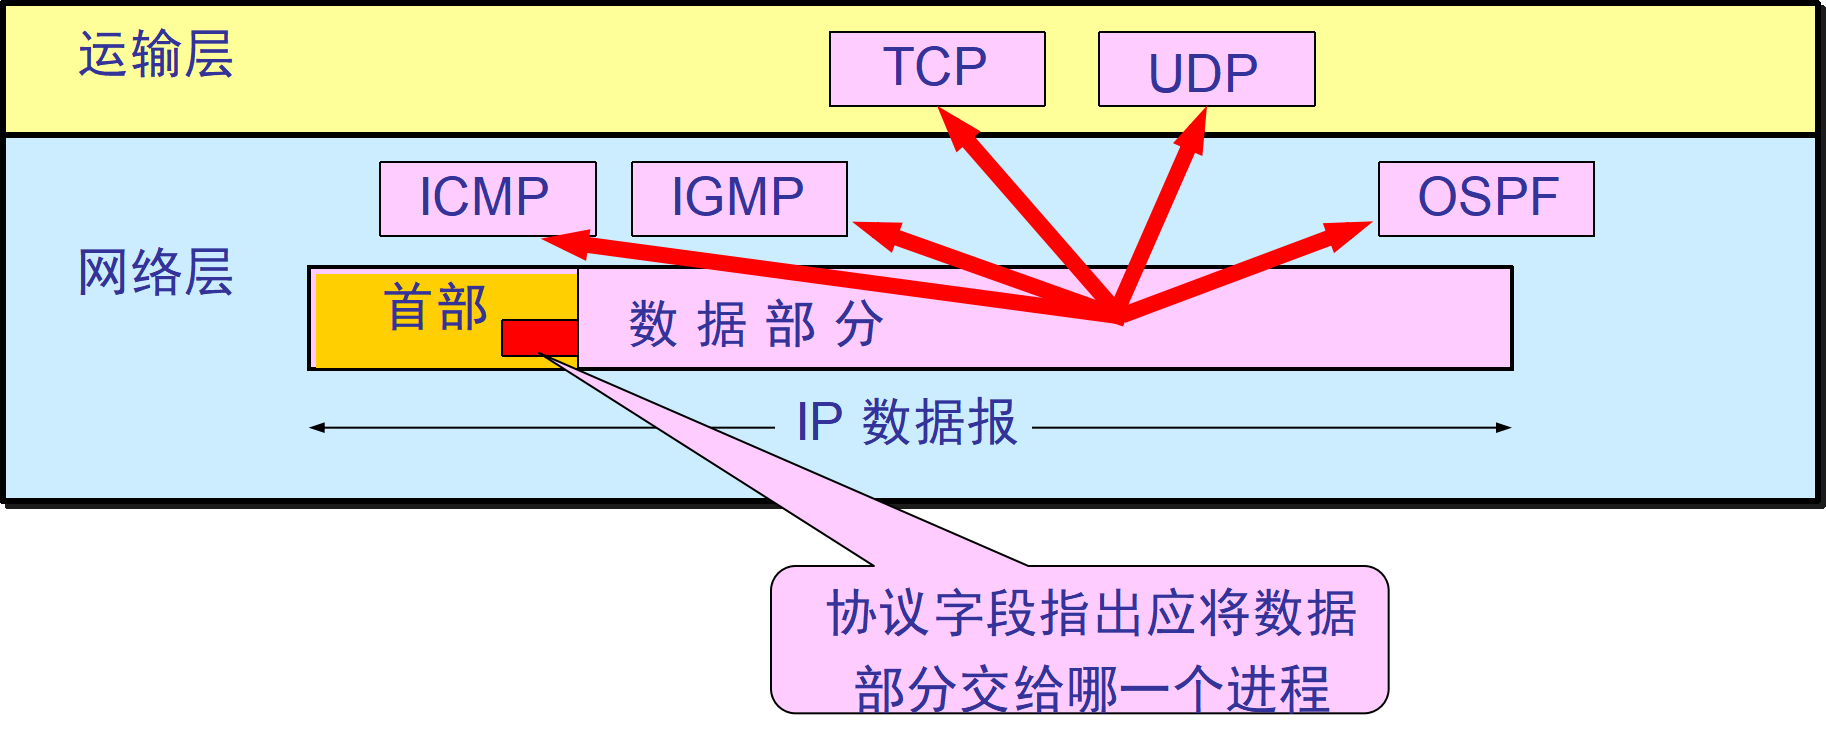 运输层
TCP
UDP
ICMP
IGMP
OSPF
网络层
首部
数据部分
IP 数据报
协议字段指出应将数据
部分交给哪一个进程